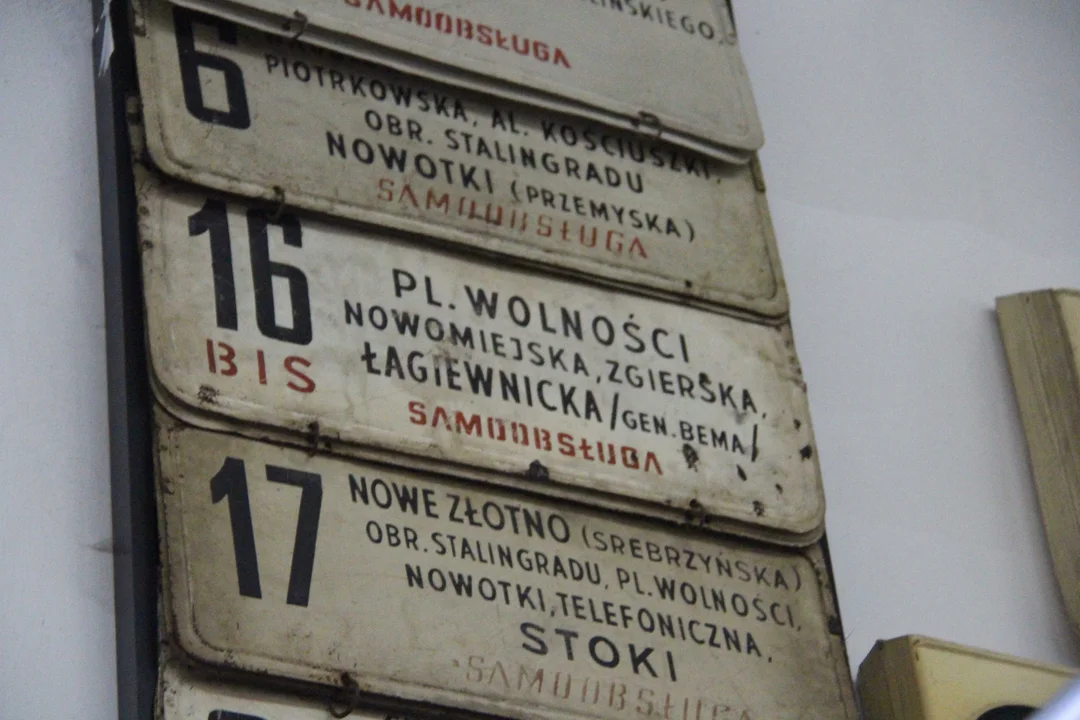 SAMOOBSŁUGA
6
PIOTRKOWSKA, AL. KOŚCIUSZKI,
OBR. STALINGRADU
NOWOTKI (PRZEMYSKA)
SAMOOBSŁUGA
16
BIS
PL. WOLNOŚCI
NOWOMIEJSKA, ZGIERSKA,
ŁAGIEWNICKA/GEN. BEMA/
SAMOOBSŁUGA
17
NOWE ZŁOTNO (SREBRZYŃSKA)
OBR. STALINGRADU, PL. WOLNOŚCI,
NOWOTKI, TELEFONICZNA,
STOKI
SAMOOBSŁUGA